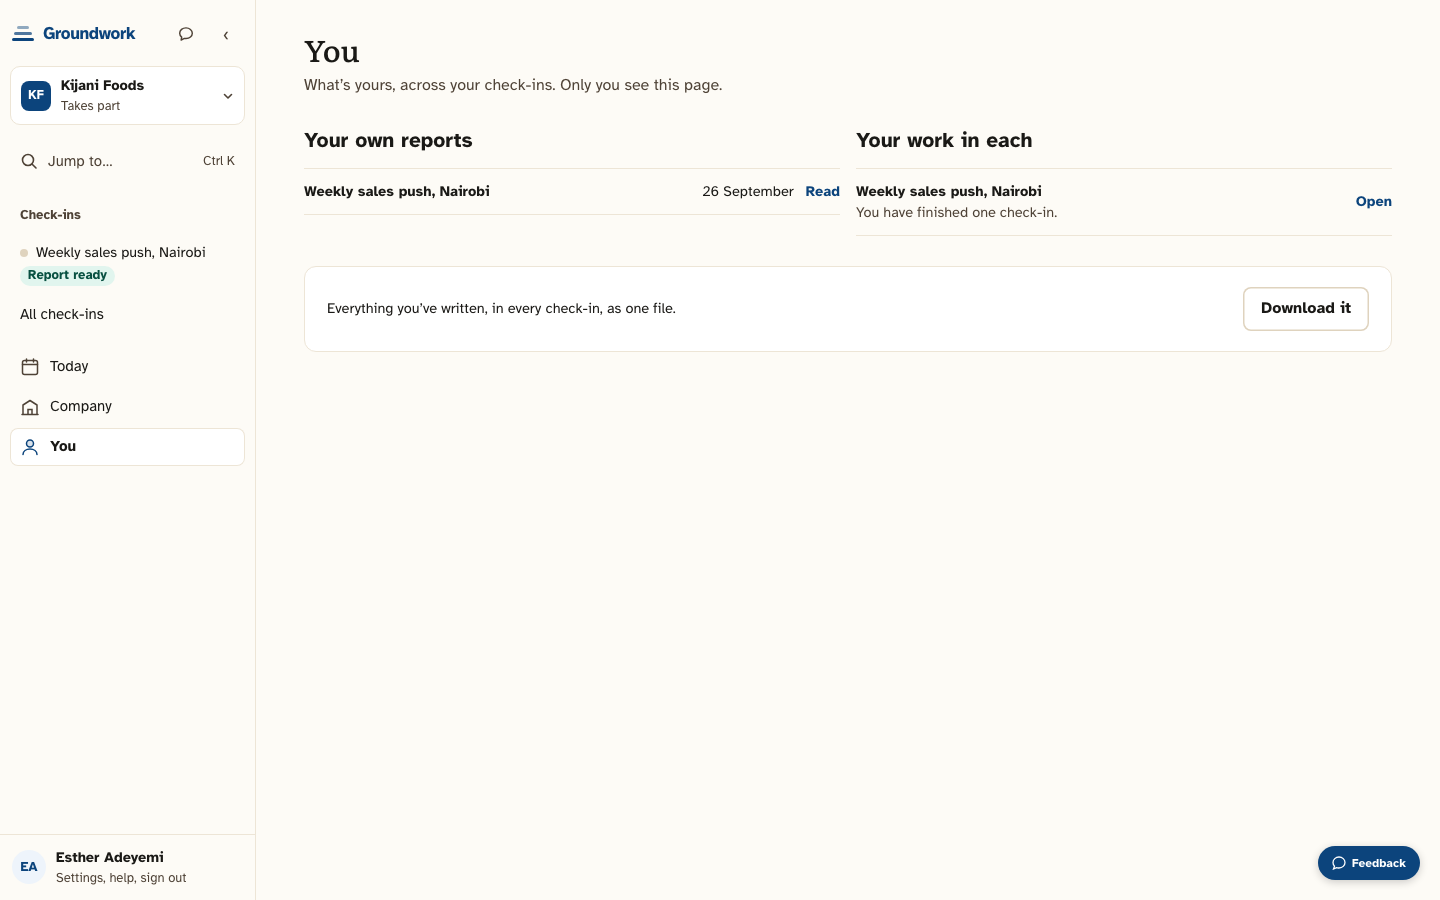 Groundwork
KF
Kijani Foods
Takes part
Jump to...
Ctrl K
Check-ins
Weekly sales push, Nairobi
Report ready
All check-ins
Today
Company
You
EA
Esther Adeyemi
Settings, help, sign out
You
What’s yours, across your check-ins. Only you see this page.
Your own reports
Weekly sales push, Nairobi
26 September
Read
Your work in each
Weekly sales push, Nairobi
You have finished one check-in.
Open
Everything you’ve written, in every check-in, as one file.
Download it
Feedback